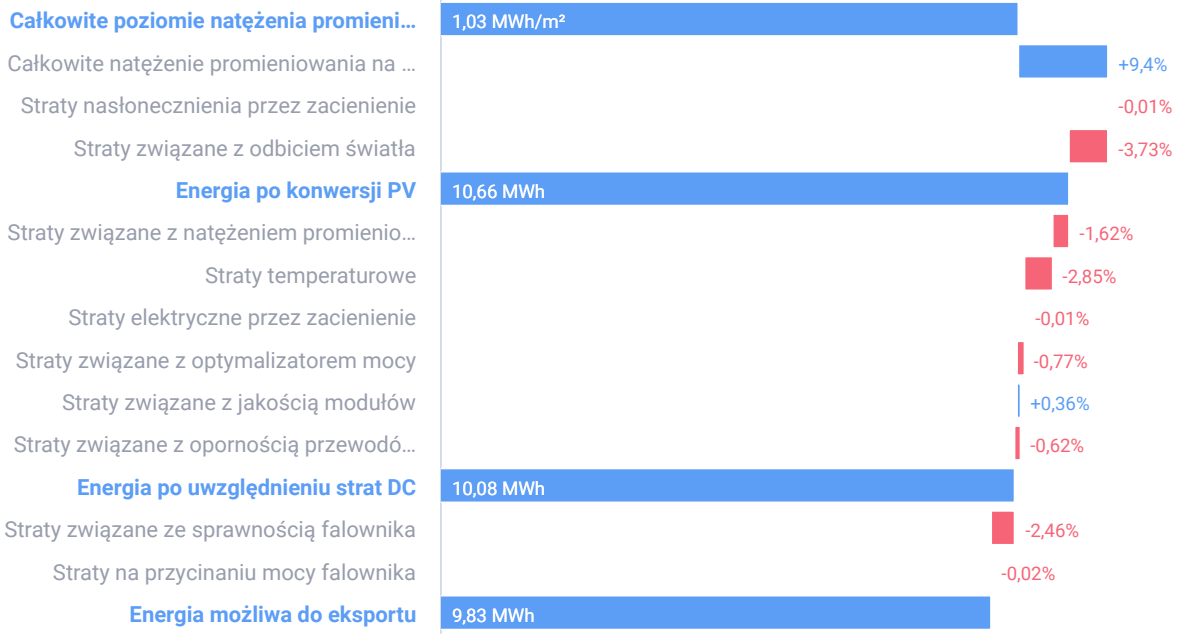 Całkowite poziomie natężenia promieni… 1,03 MWh/m²
Całkowite natężenie promieniowania na … +9,4%
Straty nasłonecznienia przez zacienienie -0,01%
Straty związane z odbiciem światła -3,73%
Energia po konwersji PV 10,66 MWh
Straty związane z natężeniem promienio… -1,62%
Straty temperaturowe -2,85%
Straty elektryczne przez zacienienie -0,01%
Straty związane z optymalizatorem mocy -0,77%
Straty związane z jakością modułów +0,36%
Straty związane z opornością przewodó… -0,62%
Energia po uwzględnieniu strat DC 10,08 MWh
Straty związane ze sprawnością falownika -2,46%
Straty na przycinaniu mocy falownika -0,02%
Energia możliwa do eksportu 9,83 MWh